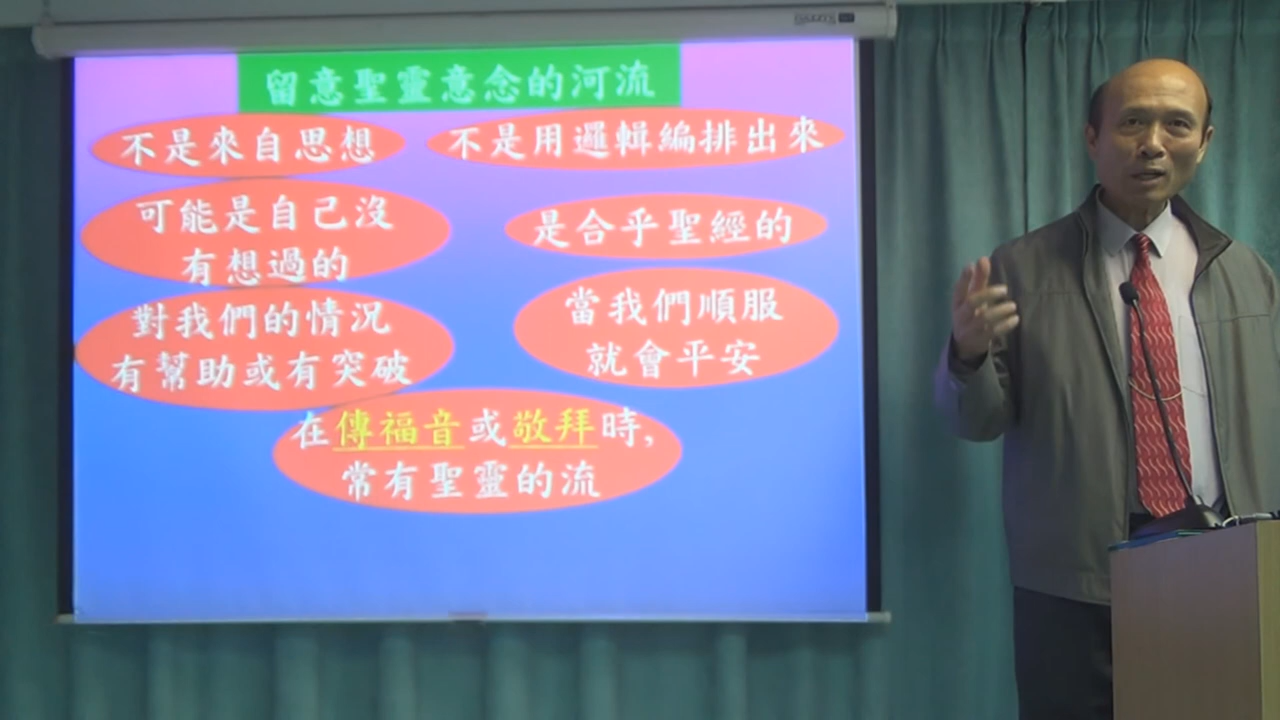 留意聖靈意念的河流
不是來自思想
不是用邏輯編排出來
可能是自己沒
有想過的
是合乎聖經的
對我們的情況
有幫助或有突破
當我們順服
就會平安
在傳福音或敬拜時,
常有聖靈的流